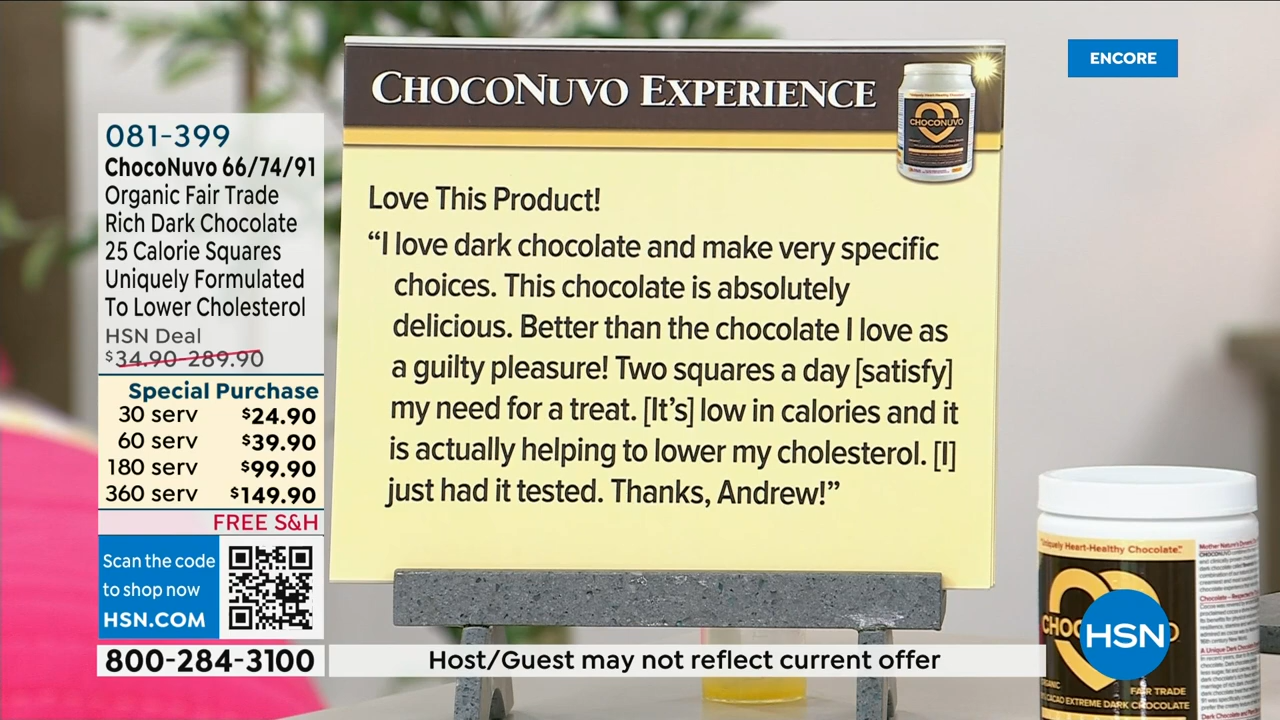 ENCORE
081-399
ChocoNuvo 66/74/91
Organic Fair Trade
Rich Dark Chocolate
25 Calorie Squares
Uniquely Formulated
To Lower Cholesterol
HSN Deal
$34.90-289.90
Special Purchase
30 serv $24.90
60 serv $39.90
180 serv $99.90
360 serv $149.90
FREE S&H
Scan the code
to shop now
HSN.COM
800-284-3100
Host/Guest may not reflect current offer
CHOCONUVO EXPERIENCE
CHOCONUVO
Love This Product!
“I love dark chocolate and make very specific
choices. This chocolate is absolutely
delicious. Better than the chocolate I love as
a guilty pleasure! Two squares a day [satisfy]
my need for a treat. [It’s] low in calories and it
is actually helping to lower my cholesterol. [I]
just had it tested. Thanks, Andrew!”
"Uniquely Heart-Healthy Chocolate."
HSN
FAIR TRADE
CACAO EXTREME DARK CHOCOLATE